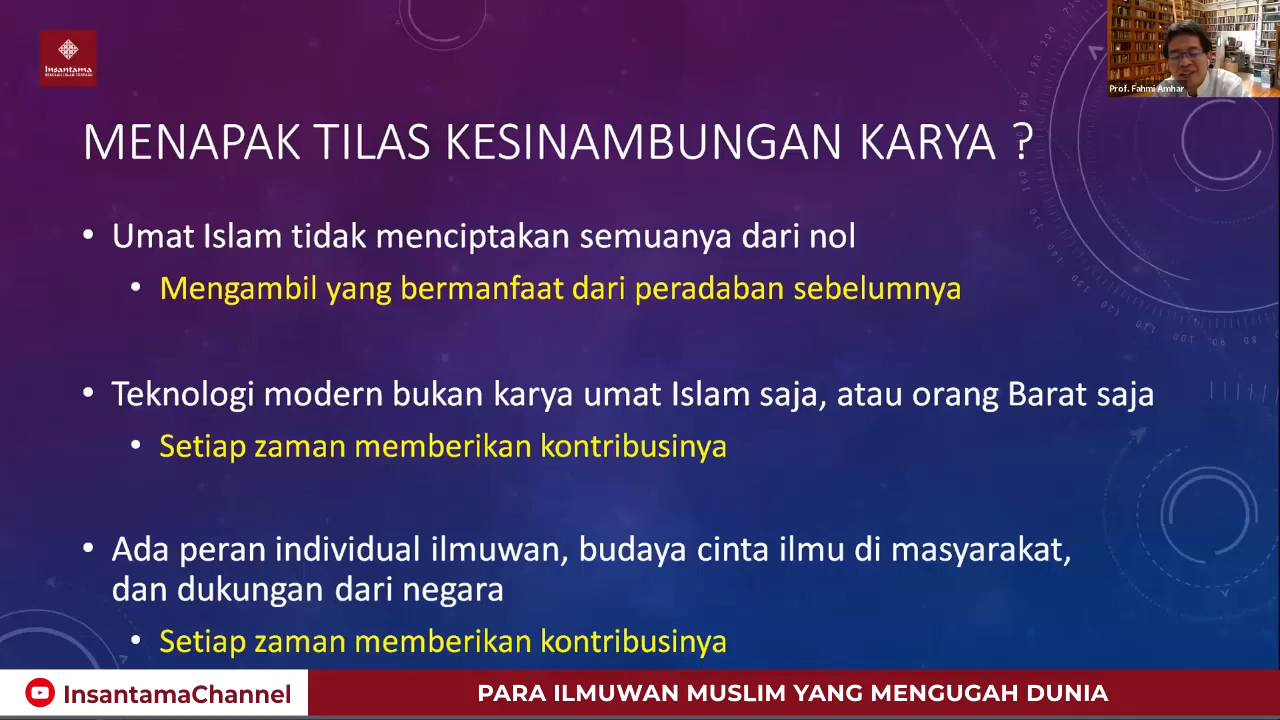 Insantama
SEKOLAH ISLAM TERPADU
Prof. Fahmi Amhar
MENAPAK TILAS KESINAMBUNGAN KARYA ?
• Umat Islam tidak menciptakan semuanya dari nol
• Mengambil yang bermanfaat dari peradaban sebelumnya
• Teknologi modern bukan karya umat Islam saja, atau orang Barat saja
• Setiap zaman memberikan kontribusinya
• Ada peran individual ilmuwan, budaya cinta ilmu di masyarakat,
dan dukungan dari negara
• Setiap zaman memberikan kontribusinya
InsantamaChannel
PARA ILMUWAN MUSLIM YANG MENGUGAH DUNIA